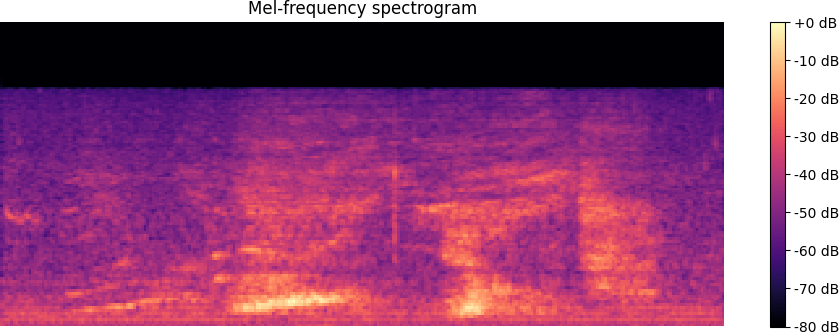 Mel-frequency spectrogram
+0 dB
-10 dB
-20 dB
-30 dB
-40 dB
-50 dB
-60 dB
-70 dB
-80 dB